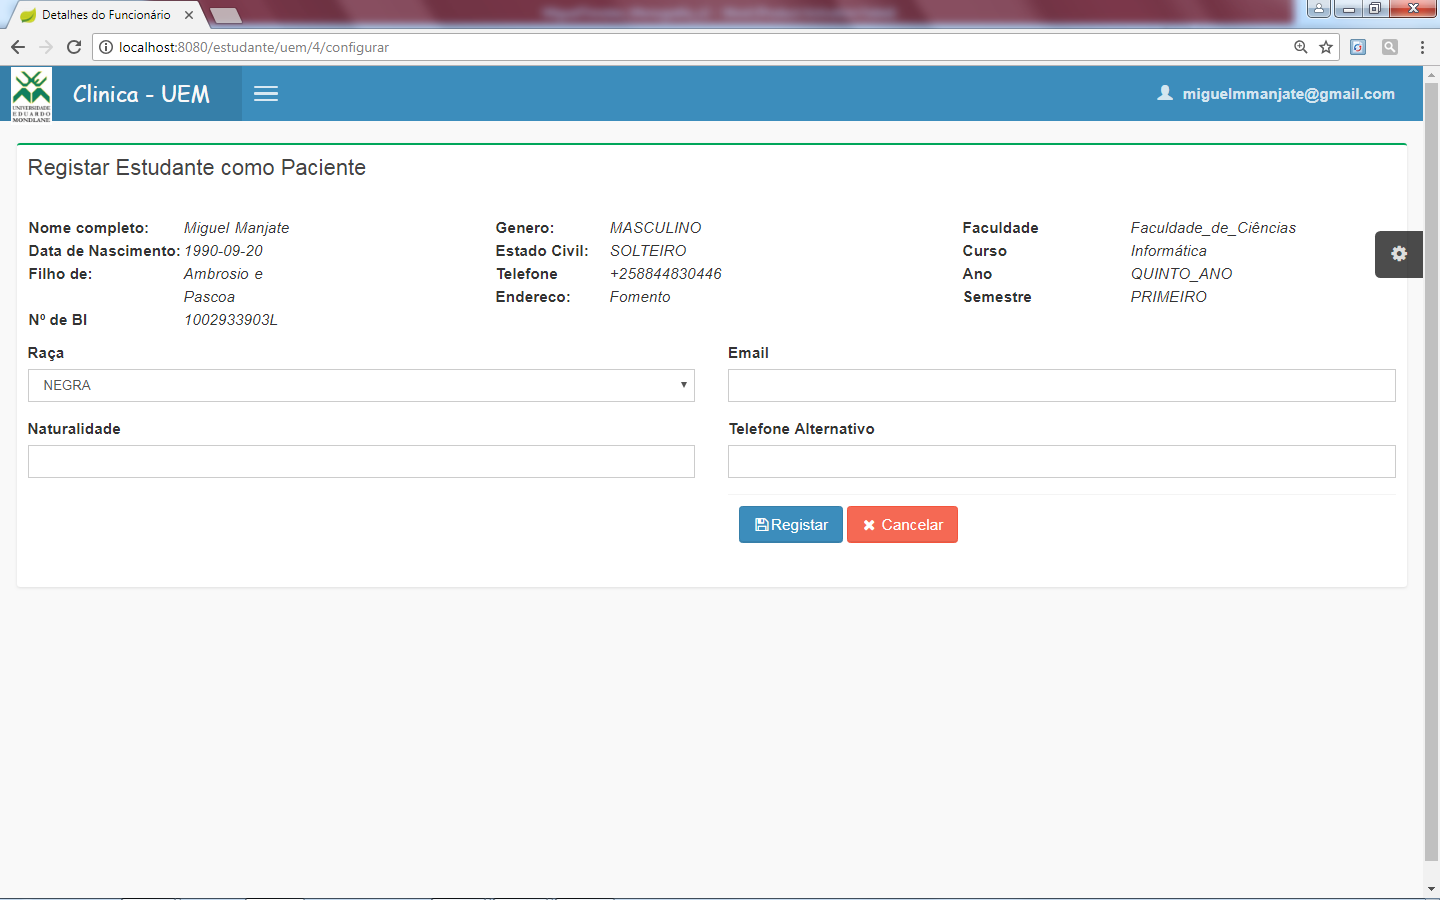 Detalhes do Funcionário
localhost:8080/estudante/uem/4/configurar
UNIVERSIDADE
EDUARDO
MONDLANE
Clinica - UEM
miguelmmanjate@gmail.com
Registar Estudante como Paciente
Nome completo: Miguel Manjate Genero: MASCULINO Faculdade Faculdade_de_Ciências
Data de Nascimento: 1990-09-20 Estado Civil: SOLTEIRO Curso Informática
Filho de: Ambrosio e Telefone +258844830446 Ano QUINTO_ANO
Pascoa Endereco: Fomento Semestre PRIMEIRO
Nº de BI 1002933903L
Raça Email
NEGRA
Naturalidade Telefone Alternativo
Registar Cancelar